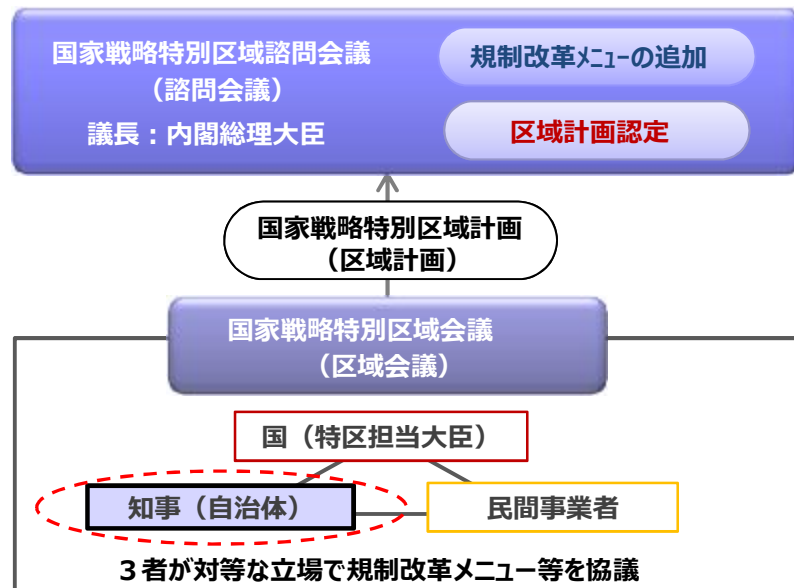 国家戦略特別区域諮問会議
（諮問会議）
議長：内閣総理大臣
規制改革ﾒﾆｭｰの追加
区域計画認定
国家戦略特別区域計画
（区域計画）
国家戦略特別区域会議
（区域会議）
国（特区担当大臣）
知事（自治体）
民間事業者
３者が対等な立場で規制改革メニュー等を協議